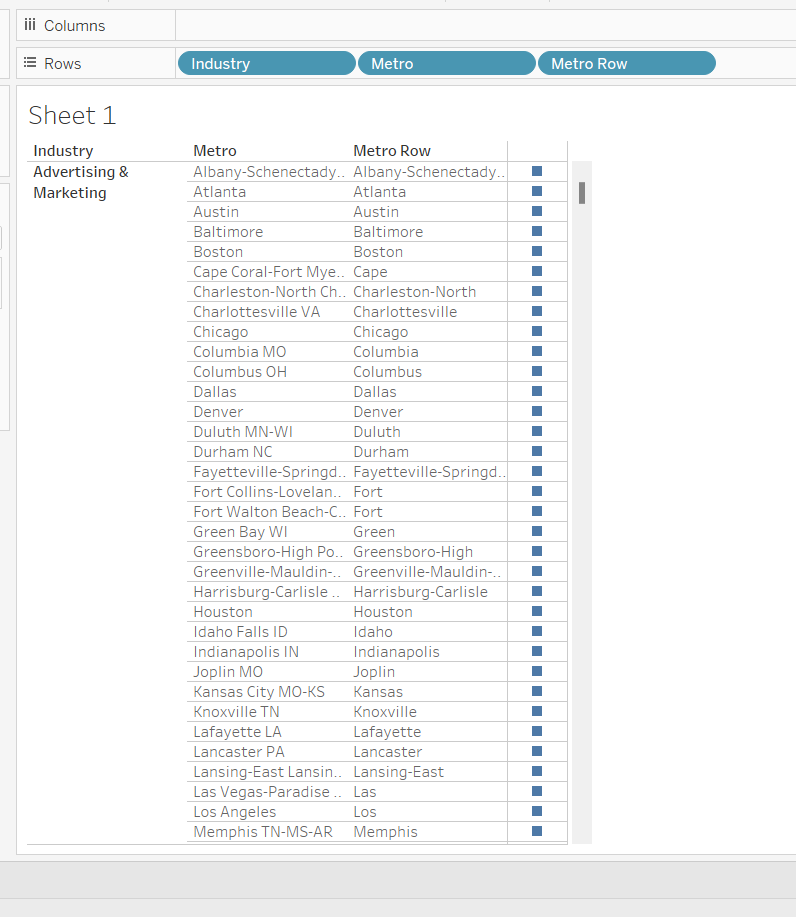 Columns
Rows Industry Metro Metro Row
Sheet 1
Industry Metro Metro Row
Advertising & Albany-Schenectady.. Albany-Schenectady..
Marketing Atlanta Atlanta
Austin Austin
Baltimore Baltimore
Boston Boston
Cape Coral-Fort Mye.. Cape
Charleston-North Ch.. Charleston-North
Charlottesville VA Charlottesville
Chicago Chicago
Columbia MO Columbia
Columbus OH Columbus
Dallas Dallas
Denver Denver
Duluth MN-WI Duluth
Durham NC Durham
Fayetteville-Springd.. Fayetteville-Springd..
Fort Collins-Lovelan.. Fort
Fort Walton Beach-C.. Fort
Green Bay WI Green
Greensboro-High Po.. Greensboro-High
Greenville-Mauldin-.. Greenville-Mauldin-..
Harrisburg-Carlisle .. Harrisburg-Carlisle
Houston Houston
Idaho Falls ID Idaho
Indianapolis IN Indianapolis
Joplin MO Joplin
Kansas City MO-KS Kansas
Knoxville TN Knoxville
Lafayette LA Lafayette
Lancaster PA Lancaster
Lansing-East Lansin.. Lansing-East
Las Vegas-Paradise .. Las
Los Angeles Los
Memphis TN-MS-AR Memphis